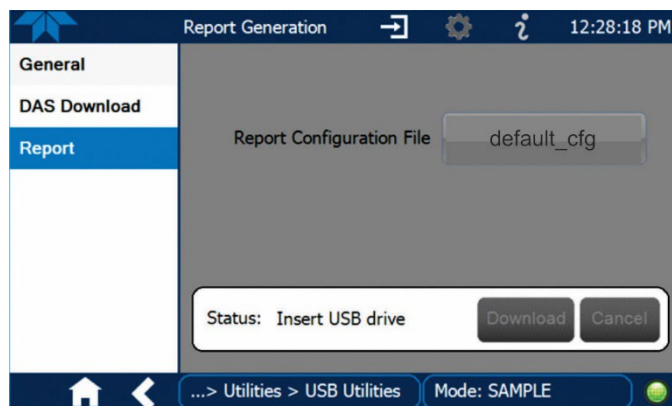 Report Generation 12:28:18 PM
General
DAS Download
Report
Report Configuration File default_cfg
Status: Insert USB drive Download Cancel
...> Utilities > USB Utilities Mode: SAMPLE